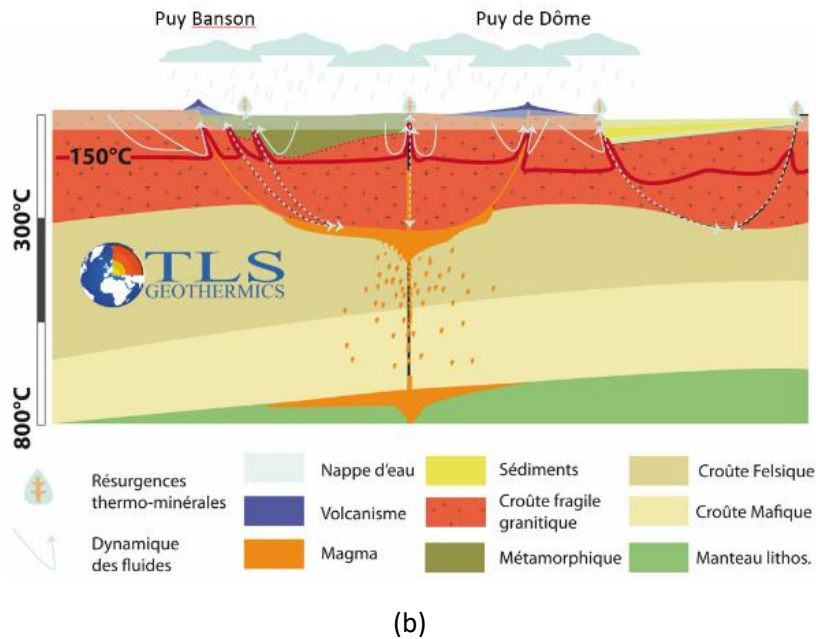 Puy Banson
Puy de Dôme
150°C
300°C
800°C
TLS
GEOTHERMICS
Résurgences
thermo-minérales
Dynamique
des fluides
Nappe d'eau
Volcanisme
Magma
Sédiments
Croûte fragile
granitique
Métamorphique
Croûte Felsique
Croûte Mafique
Manteau lithos.
(b)